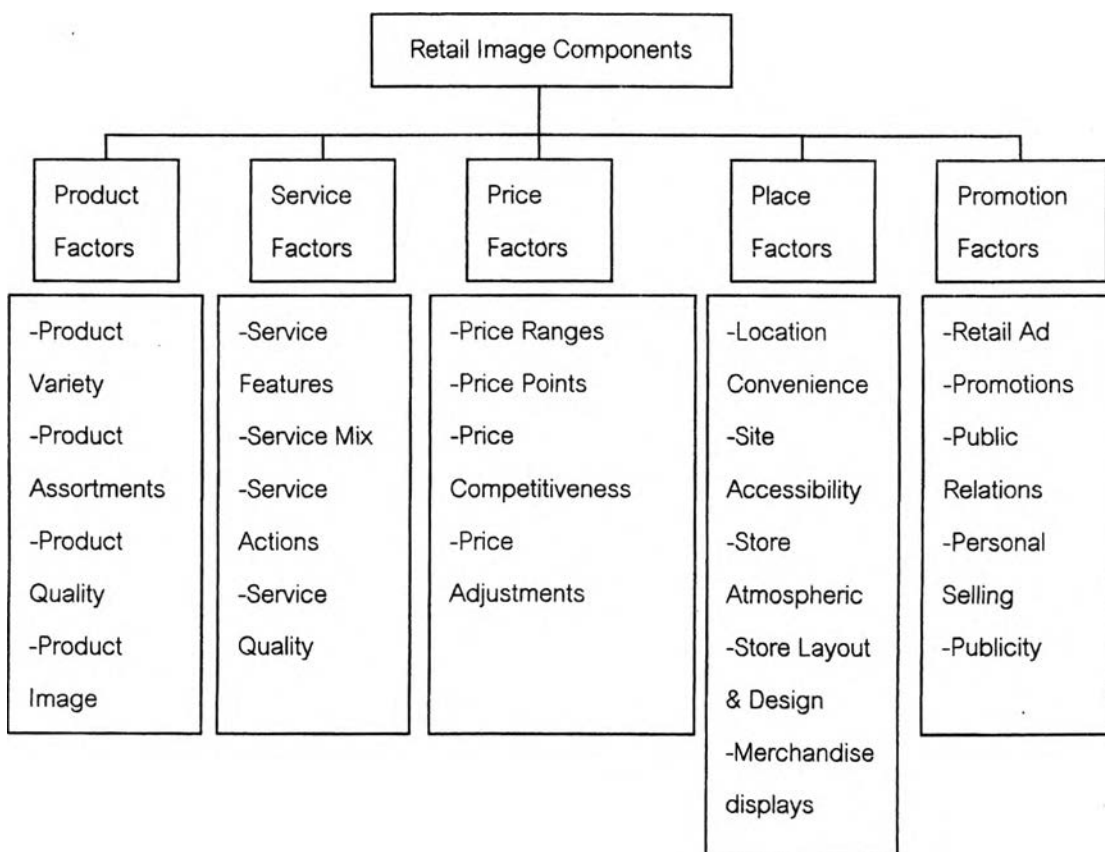 Retail Image Components
Product
Factors
Service
Factors
Price
Factors
Place
Factors
Promotion
Factors
-Product
Variety
-Product
Assortments
-Product
Quality
-Product
Image
-Service
Features
-Service Mix
-Service
Actions
-Service
Quality
-Price Ranges
-Price Points
-Price
Competitiveness
-Price
Adjustments
-Location
Convenience
-Site
Accessibility
-Store
Atmospheric
-Store Layout
& Design
-Merchandise
displays
-Retail Ad
-Promotions
-Public
Relations
-Personal
Selling
-Publicity